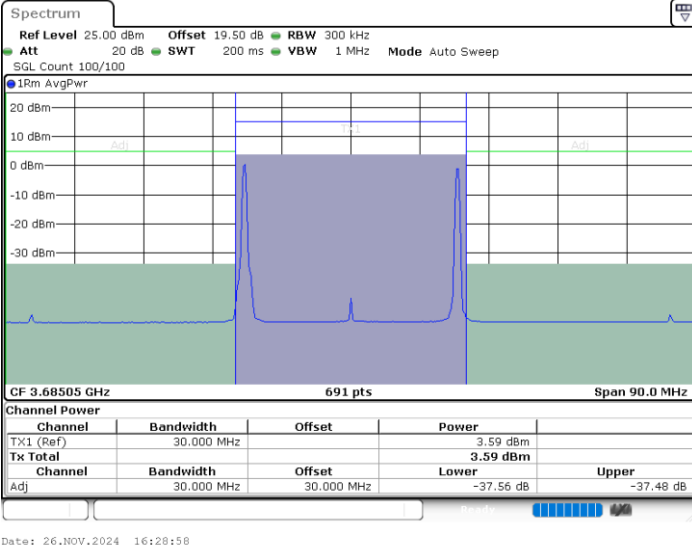 Spectrum
Ref Level 25.00 dBm Offset 19.50 dB RBW 300 kHz
Att 20 dB SWT 200 ms VBW 1 MHz Mode Auto Sweep
SGL Count 100/100
1Rm AvgPwr
20 dBm
TX1
10 dBm
Adj Adj
0 dBm
-10 dBm
-20 dBm
-30 dBm
CF 3.68505 GHz 691 pts Span 90.0 MHz
Channel Power
Channel Bandwidth Offset Power
TX1 (Ref) 30.000 MHz 3.59 dBm
Tx Total 3.59 dBm
Channel Bandwidth Offset Lower Upper
Adj 30.000 MHz 30.000 MHz -37.56 dB -37.48 dB
Ready
Date: 26.NOV.2024 16:28:58